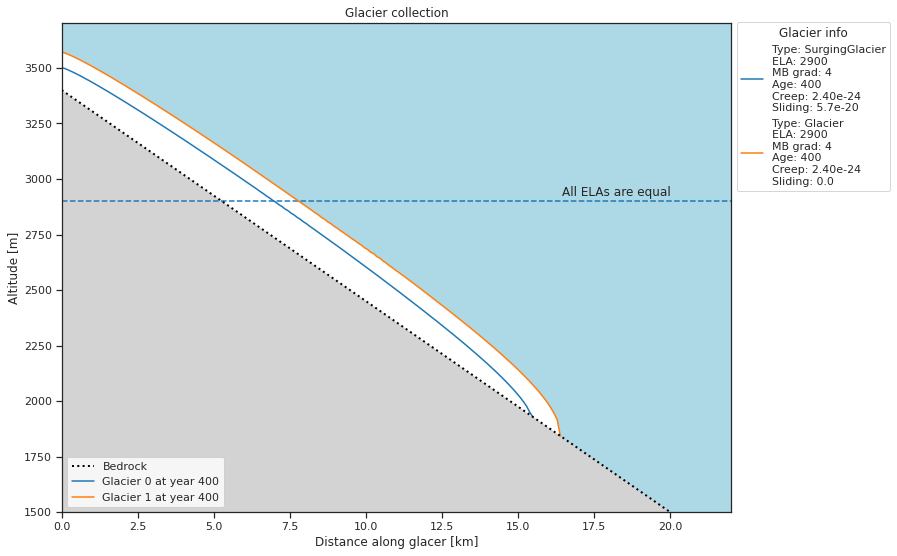 Glacier collection
Altitude [m]
3500
3250
3000
2750
2500
2250
2000
1750
1500
All ELAs are equal
Bedrock
Glacier 0 at year 400
Glacier 1 at year 400
0.0
2.5
5.0
7.5
10.0
12.5
15.0
17.5
20.0
Distance along glacer [km]
Glacier info
Type: SurgingGlacier
ELA: 2900
MB grad: 4
Age: 400
Creep: 2.40e-24
Sliding: 5.7e-20
Type: Glacier
ELA: 2900
MB grad: 4
Age: 400
Creep: 2.40e-24
Sliding: 0.0